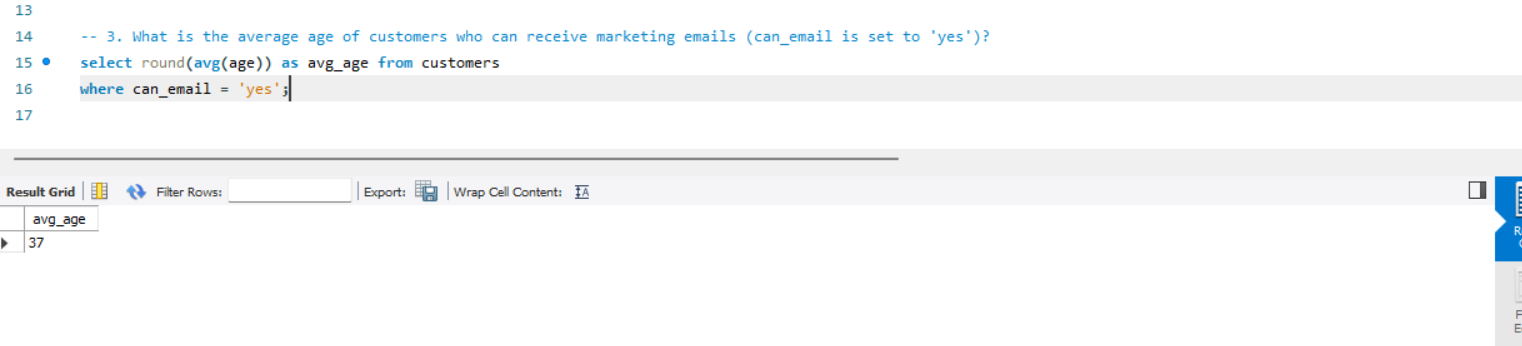 13
14 -- 3. What is the average age of customers who can receive marketing emails (can_email is set to 'yes')?
15 select round(avg(age)) as avg_age from customers
16 where can_email = 'yes';
17
Result Grid Filter Rows: Export: Wrap Cell Content: IA
avg_age
37